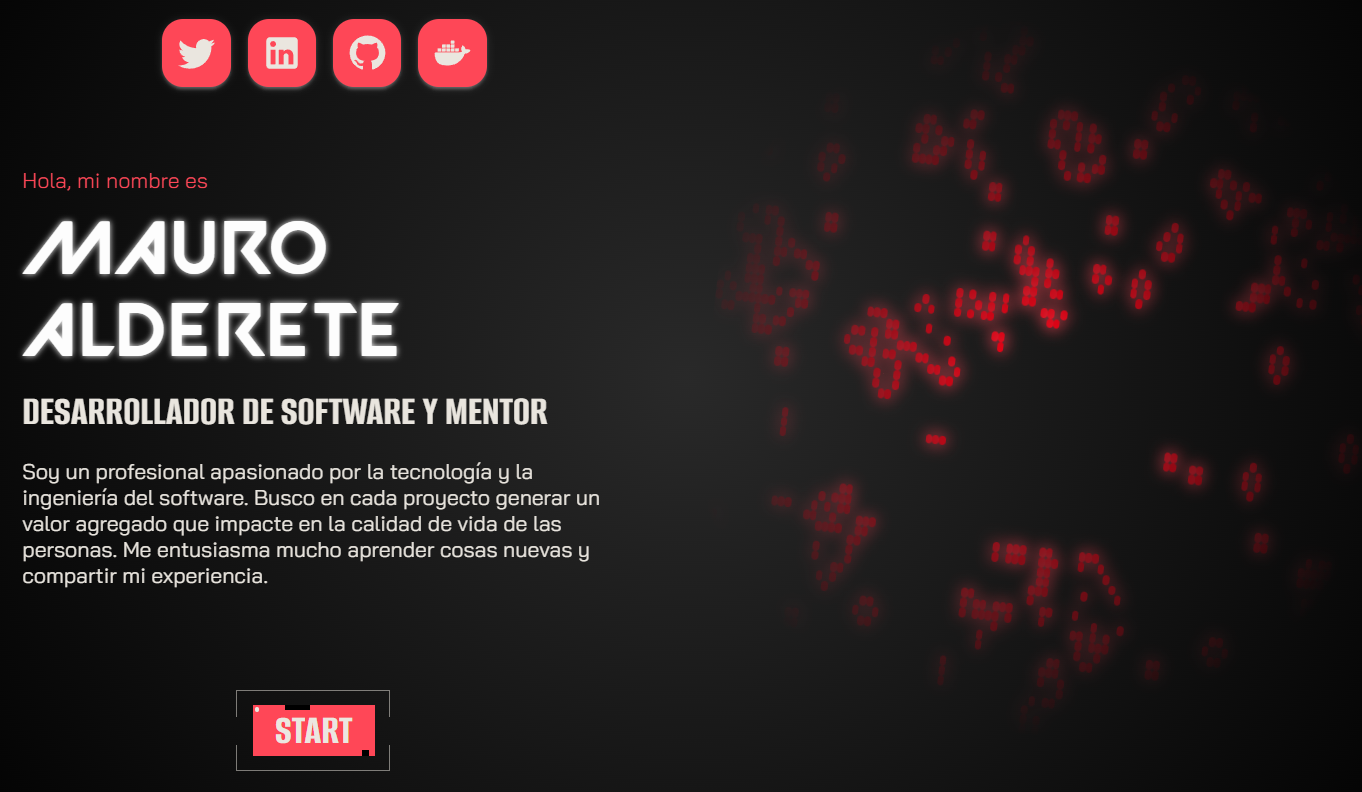 Hola, mi nombre es
MAURO
ALDERETE
DESARROLLADOR DE SOFTWARE Y MENTOR
Soy un profesional apasionado por la tecnología y la
ingeniería del software. Busco en cada proyecto generar un
valor agregado que impacte en la calidad de vida de las
personas. Me entusiasma mucho aprender cosas nuevas y
compartir mi experiencia.
START